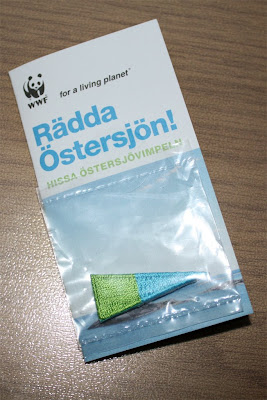 WWF
for a living planet®
Rädda
Östersjön!
HISSA ÖSTERSJÖVIMPELN